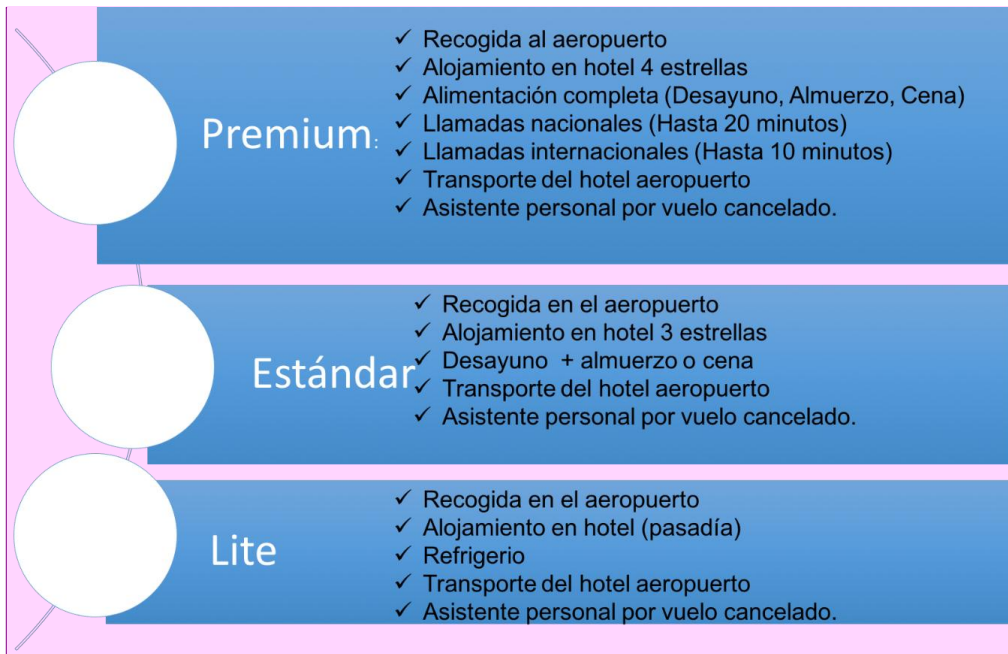 Premium:
✓ Recogida al aeropuerto
✓ Alojamiento en hotel 4 estrellas
✓ Alimentación completa (Desayuno, Almuerzo, Cena)
✓ Llamadas nacionales (Hasta 20 minutos)
✓ Llamadas internacionales (Hasta 10 minutos)
✓ Transporte del hotel aeropuerto
✓ Asistente personal por vuelo cancelado.
Estándar
✓ Recogida en el aeropuerto
✓ Alojamiento en hotel 3 estrellas
✓ Desayuno + almuerzo o cena
✓ Transporte del hotel aeropuerto
✓ Asistente personal por vuelo cancelado.
Lite
✓ Recogida en el aeropuerto
✓ Alojamiento en hotel (pasadía)
✓ Refrigerio
✓ Transporte del hotel aeropuerto
✓ Asistente personal por vuelo cancelado.